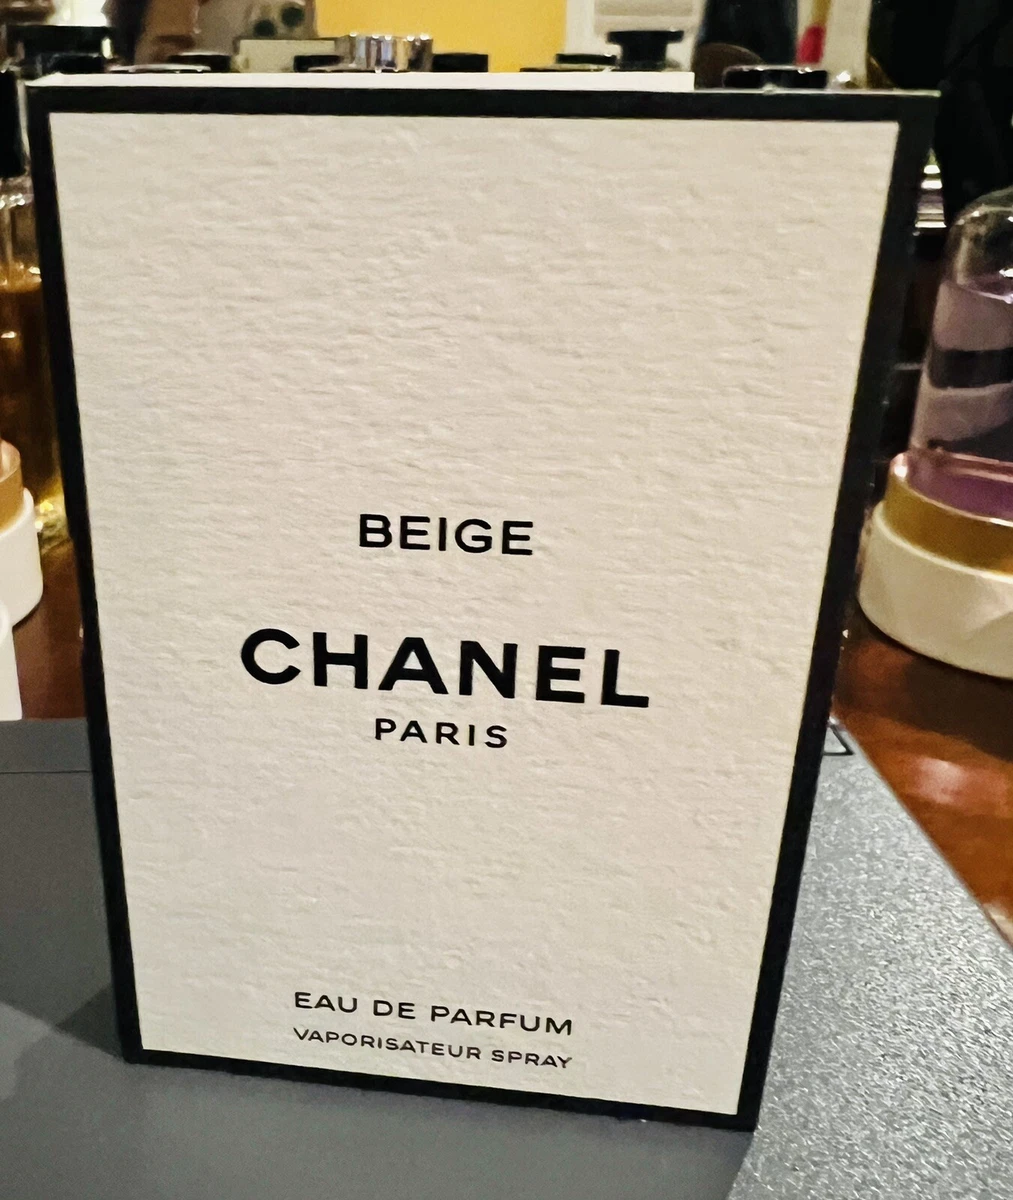 BEIGE
CHANEL
PARIS
EAU DE PARFUM
VAPORISATEUR SPRAY